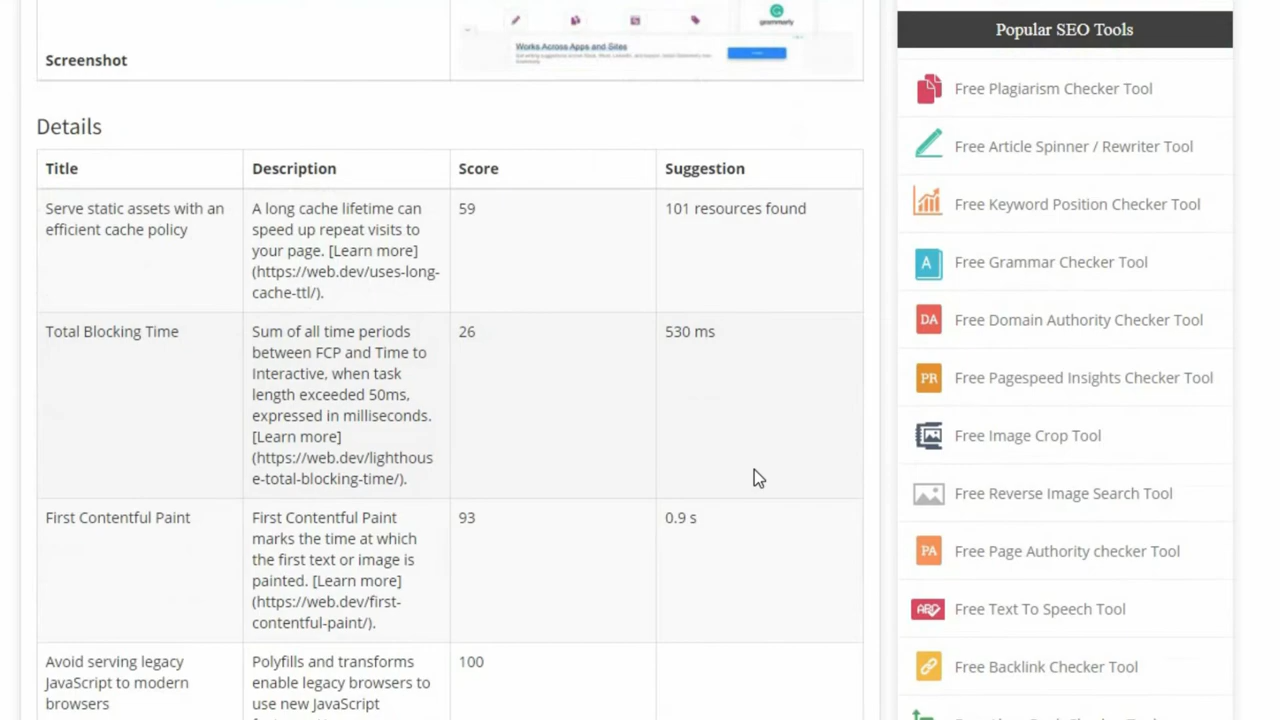 grammarly
Works Across Apps and Sites
Screenshot
Details
Title
Description
Score
Suggestion
Serve static assets with an
efficient cache policy
A long cache lifetime can
speed up repeat visits to
your page. [Learn more]
(https://web.dev/uses-long-
cache-ttl/).
59
101 resources found
Total Blocking Time
Sum of all time periods
between FCP and Time to
Interactive, when task
length exceeded 50ms,
expressed in milliseconds.
[Learn more]
(https://web.dev/lighthous
e-total-blocking-time/).
26
530 ms
First Contentful Paint
First Contentful Paint
marks the time at which
the first text or image is
painted. [Learn more]
(https://web.dev/first-
contentful-paint/).
93
0.9 s
Avoid serving legacy
JavaScript to modern
browsers
Polyfills and transforms
enable legacy browsers to
use new JavaScript
100
Popular SEO Tools
Free Plagiarism Checker Tool
Free Article Spinner / Rewriter Tool
Free Keyword Position Checker Tool
A
Free Grammar Checker Tool
DA
Free Domain Authority Checker Tool
PR
Free Pagespeed Insights Checker Tool
Free Image Crop Tool
Free Reverse Image Search Tool
PA
Free Page Authority checker Tool
ABC
Free Text To Speech Tool
Free Backlink Checker Tool